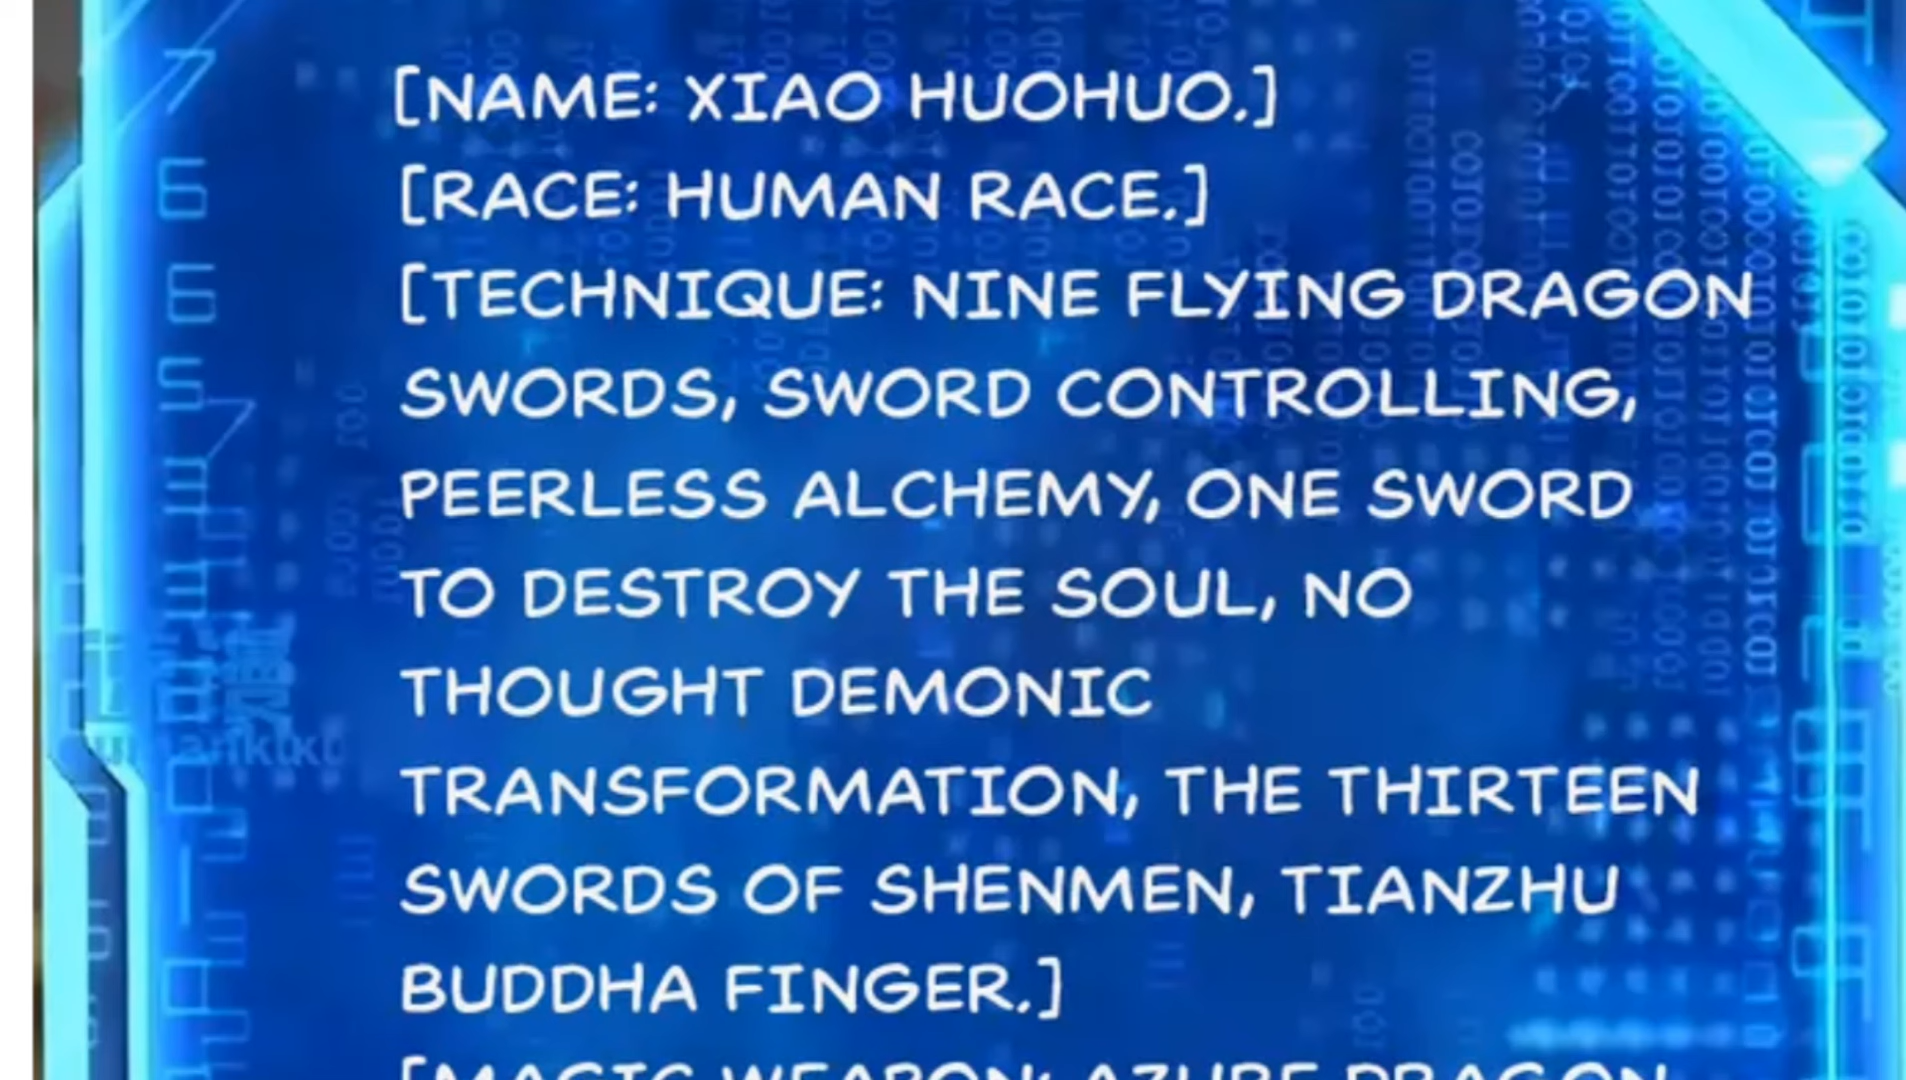 [NAME: XIAO HUOHUO.]
[RACE: HUMAN RACE.]
[TECHNIQUE: NINE FLYING DRAGON
SWORDS, SWORD CONTROLLING,
PEERLESS ALCHEMY, ONE SWORD
TO DESTROY THE SOUL, NO
THOUGHT DEMONIC
TRANSFORMATION, THE THIRTEEN
SWORDS OF SHENMEN, TIANZHU
BUDDHA FINGER.]
[MAGIC WEAPON: AZURE DRAGON